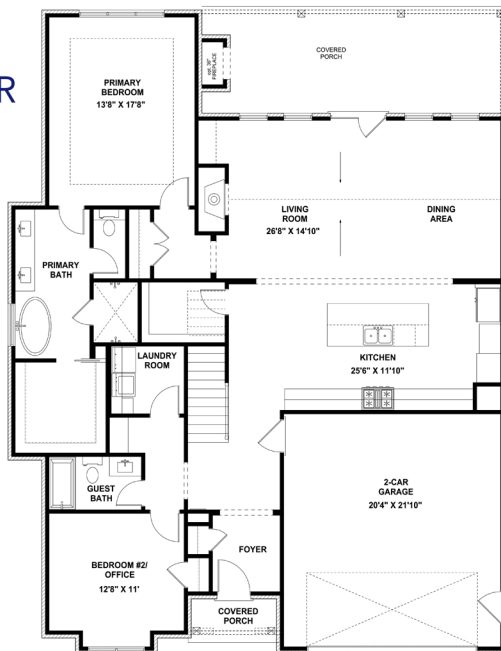 R
COVERED
PORCH
opt. 36"
FIREPLACE
PRIMARY
BEDROOM
13'8" X 17'8"
LIVING
ROOM
26'8" X 14'10"
DINING
AREA
PRIMARY
BATH
LAUNDRY
ROOM
KITCHEN
25'6" X 11'10"
GUEST
BATH
2-CAR
GARAGE
20'4" X 21'10"
BEDROOM #2/
OFFICE
12'8" X 11'
FOYER
COVERED
PORCH